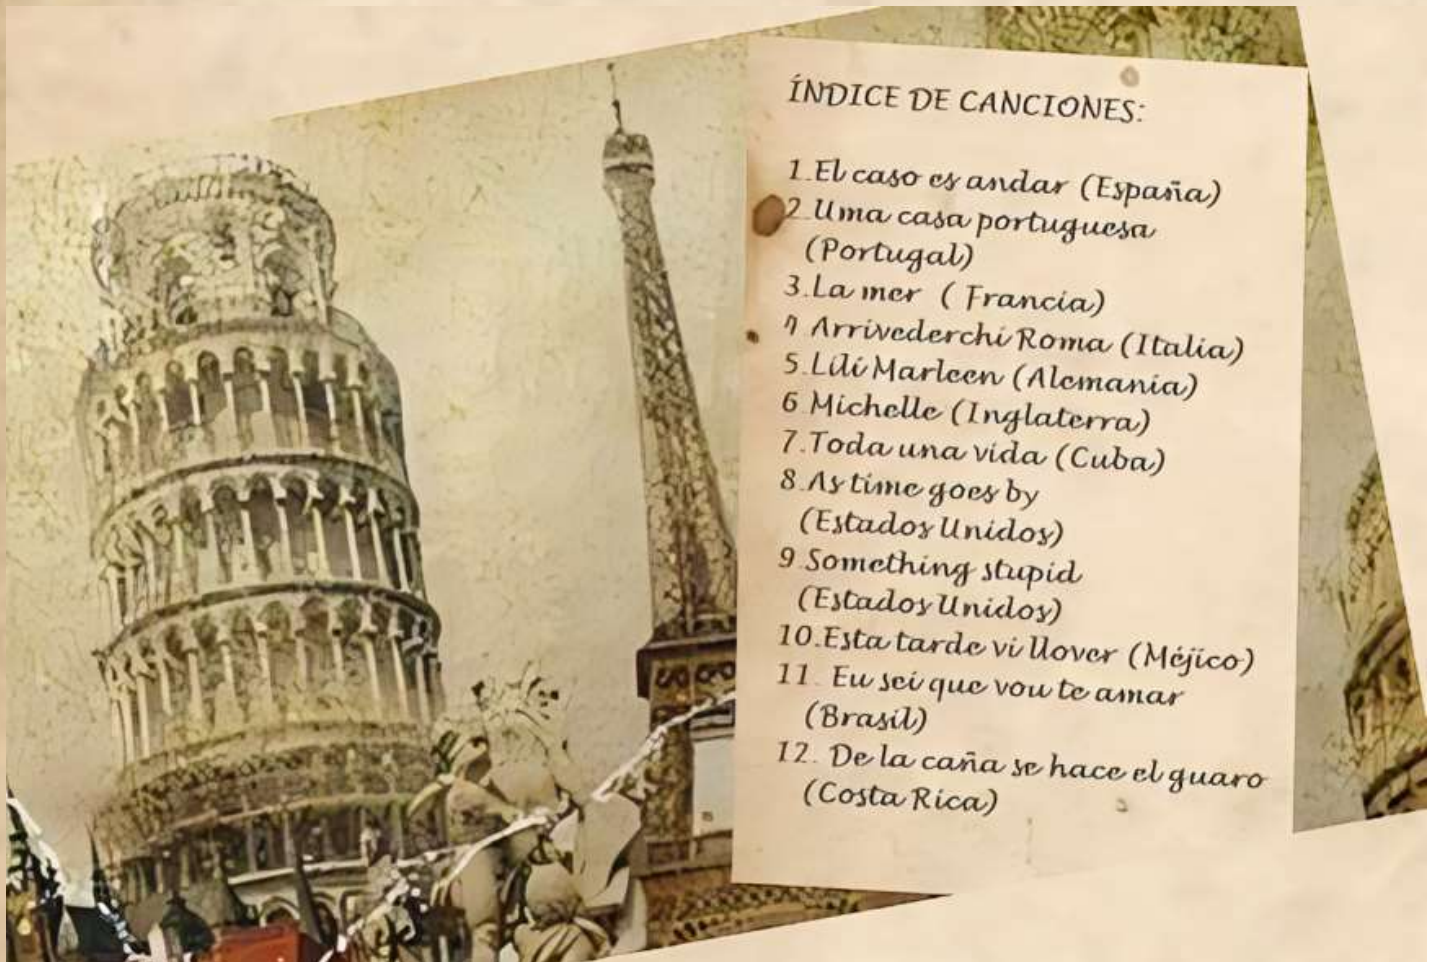 ÍNDICE DE CANCIONES:
1.El caso es andar (España)
2.Uma casa portuguesa
(Portugal)
3.La mer ( Francia)
4 Arrivederchi Roma (Italia)
5.Lili Marleen (Alemania)
6 Michelle (Inglaterra)
7.Toda una vida (Cuba)
8.As time goes by
(Estados Unidos)
9 Something stupid
(Estados Unidos)
10.Esta tarde vi llover (Méjico)
11. Eu sei que vou te amar
(Brasil)
12. De la caña se hace el guaro
(Costa Rica)